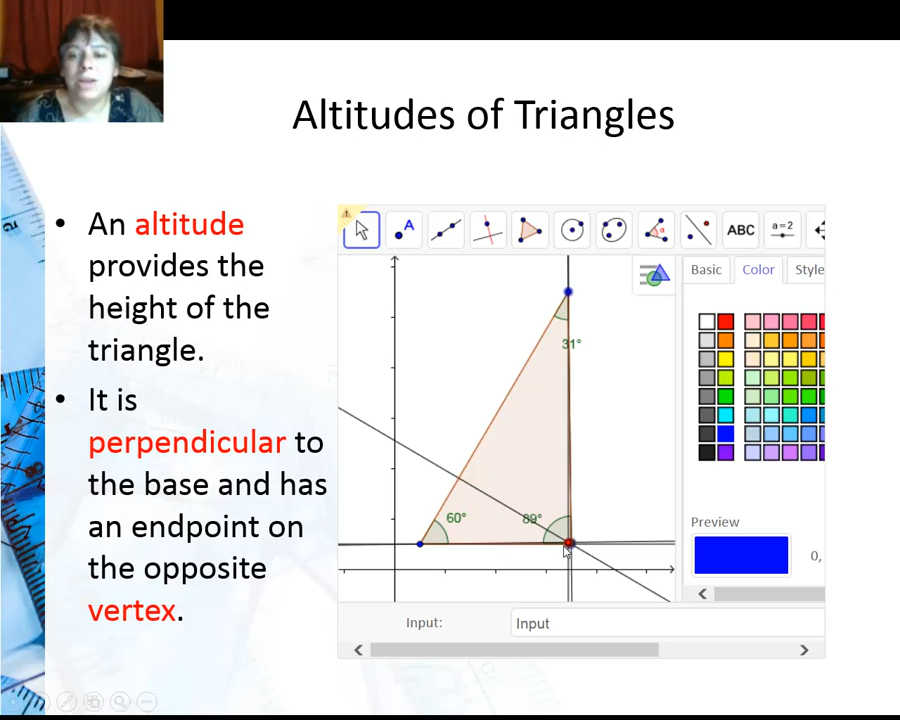 Altitudes of Triangles
• An altitude
provides the
height of the
triangle.
• It is
perpendicular to
the base and has
an endpoint on
the opposite
vertex.
A
α
ABC
a=2
Basic Color Style
31°
60°
89°
Preview
0,
Input:
Input